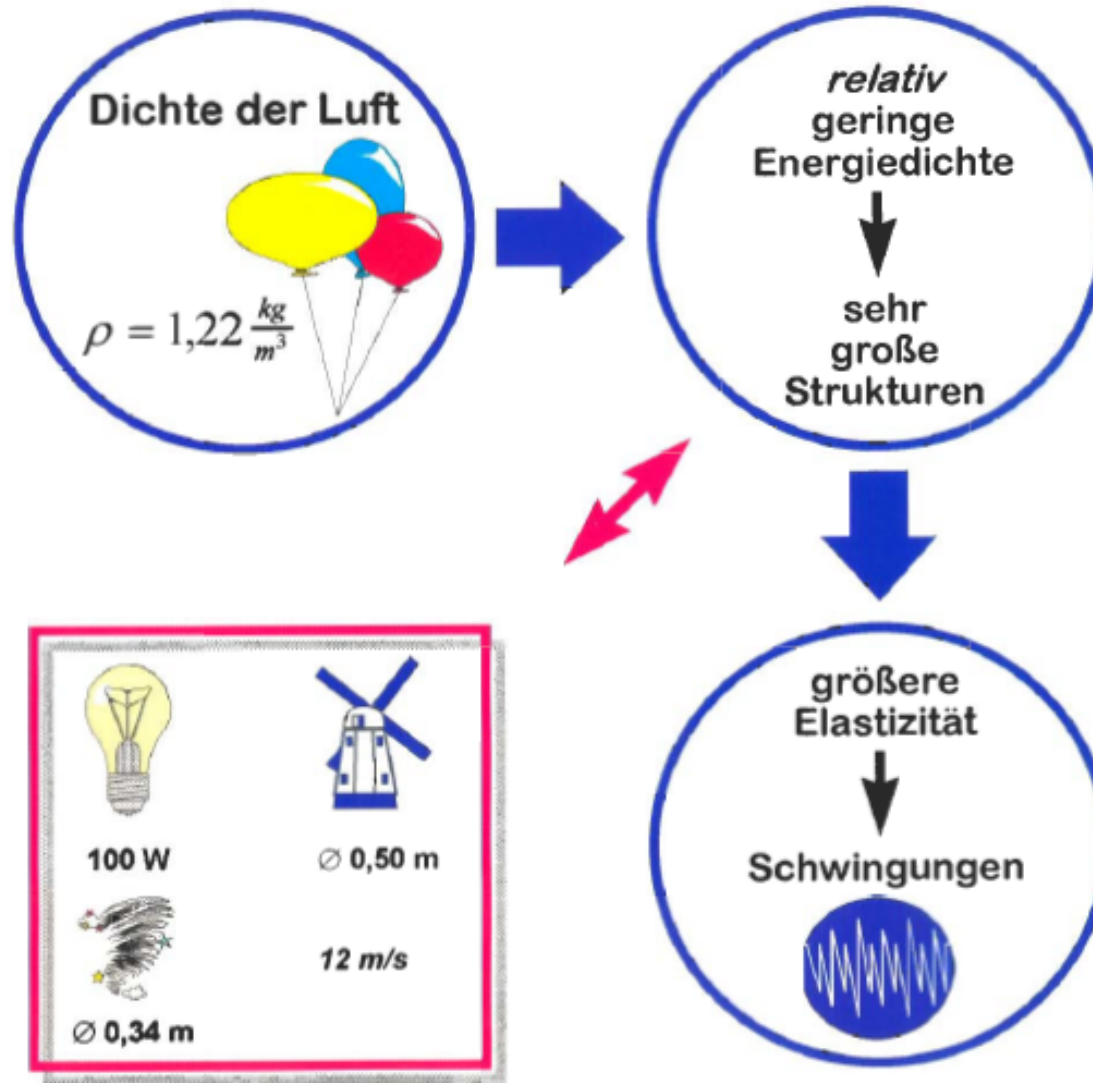 Dichte der Luft
ρ = 1,22 kg/m³
relativ
geringe
Energiedichte
sehr
große
Strukturen
größere
Elastizität
Schwingungen
100 W
∅ 0,50 m
12 m/s
∅ 0,34 m